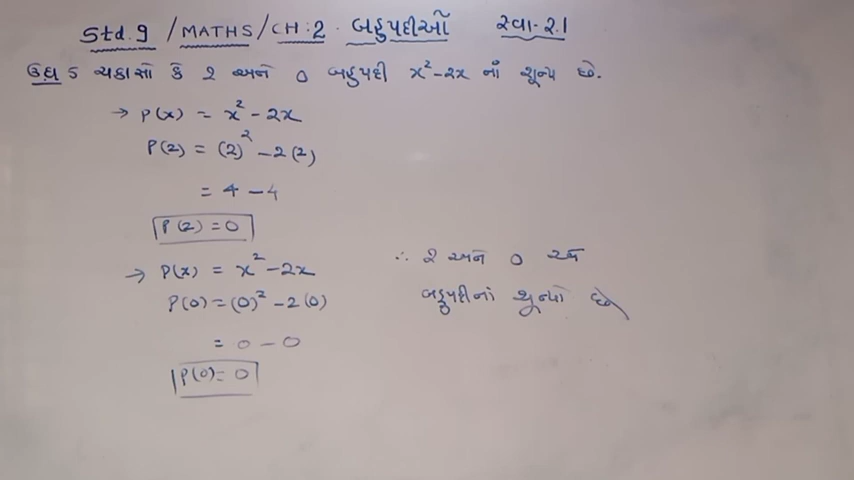 Std. 9 / MATHS / CH : 2 . બહુપદીઓ સ્વા - ૨.1
ઉદા 5 ચકાસો કે 2 અને 0 બહુપદી x² - 2x નાં શૂન્ય છે.
→ P(x) = x² - 2x
P(2) = (2)² - 2(2)
= 4 - 4
P(2) = 0
→ P(x) = x² - 2x
P(0) = (0)² - 2(0)
= 0 - 0
P(0) = 0
∴ ૨ અને 0
બહુપદીનાં શૂન્યો છે